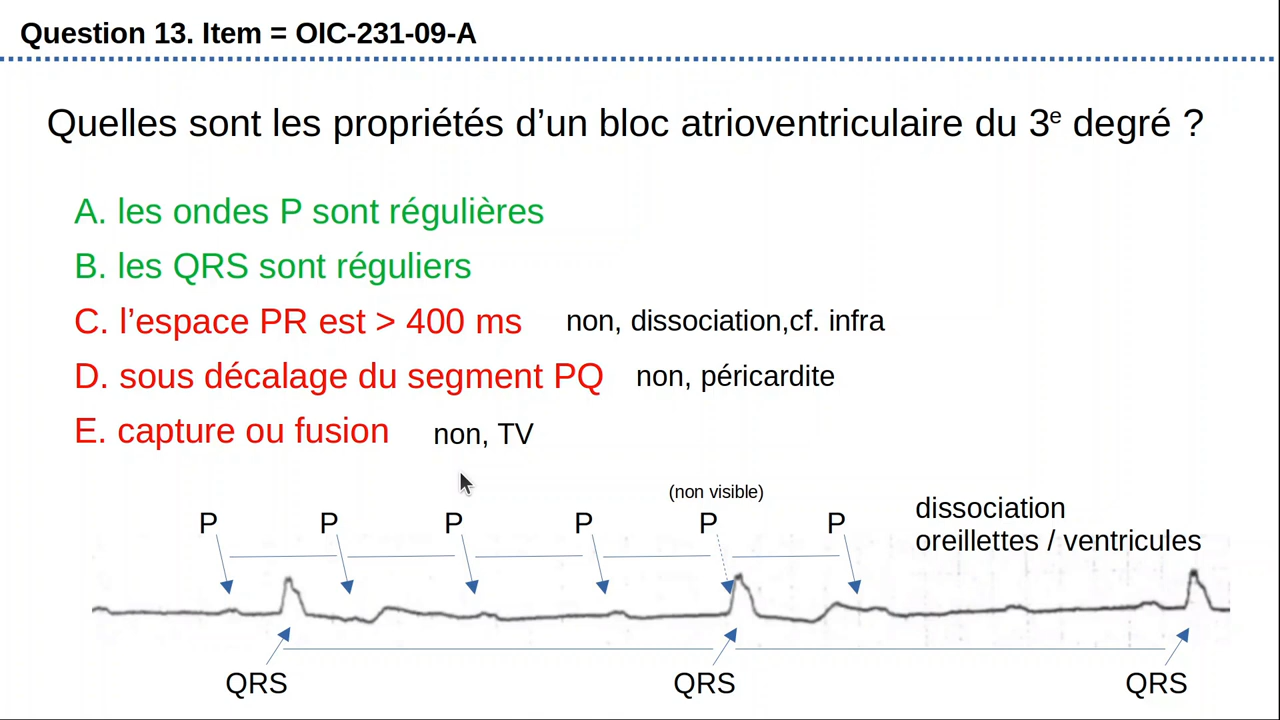 Question 13. Item = OIC-231-09-A
Quelles sont les propriétés d’un bloc atrioventriculaire du 3e degré ?
A. les ondes P sont régulières
B. les QRS sont réguliers
C. l’espace PR est > 400 ms non, dissociation,cf. infra
D. sous décalage du segment PQ non, péricardite
E. capture ou fusion non, TV
(non visible)
P P P P P P
dissociation
oreillettes / ventricules
QRS QRS QRS